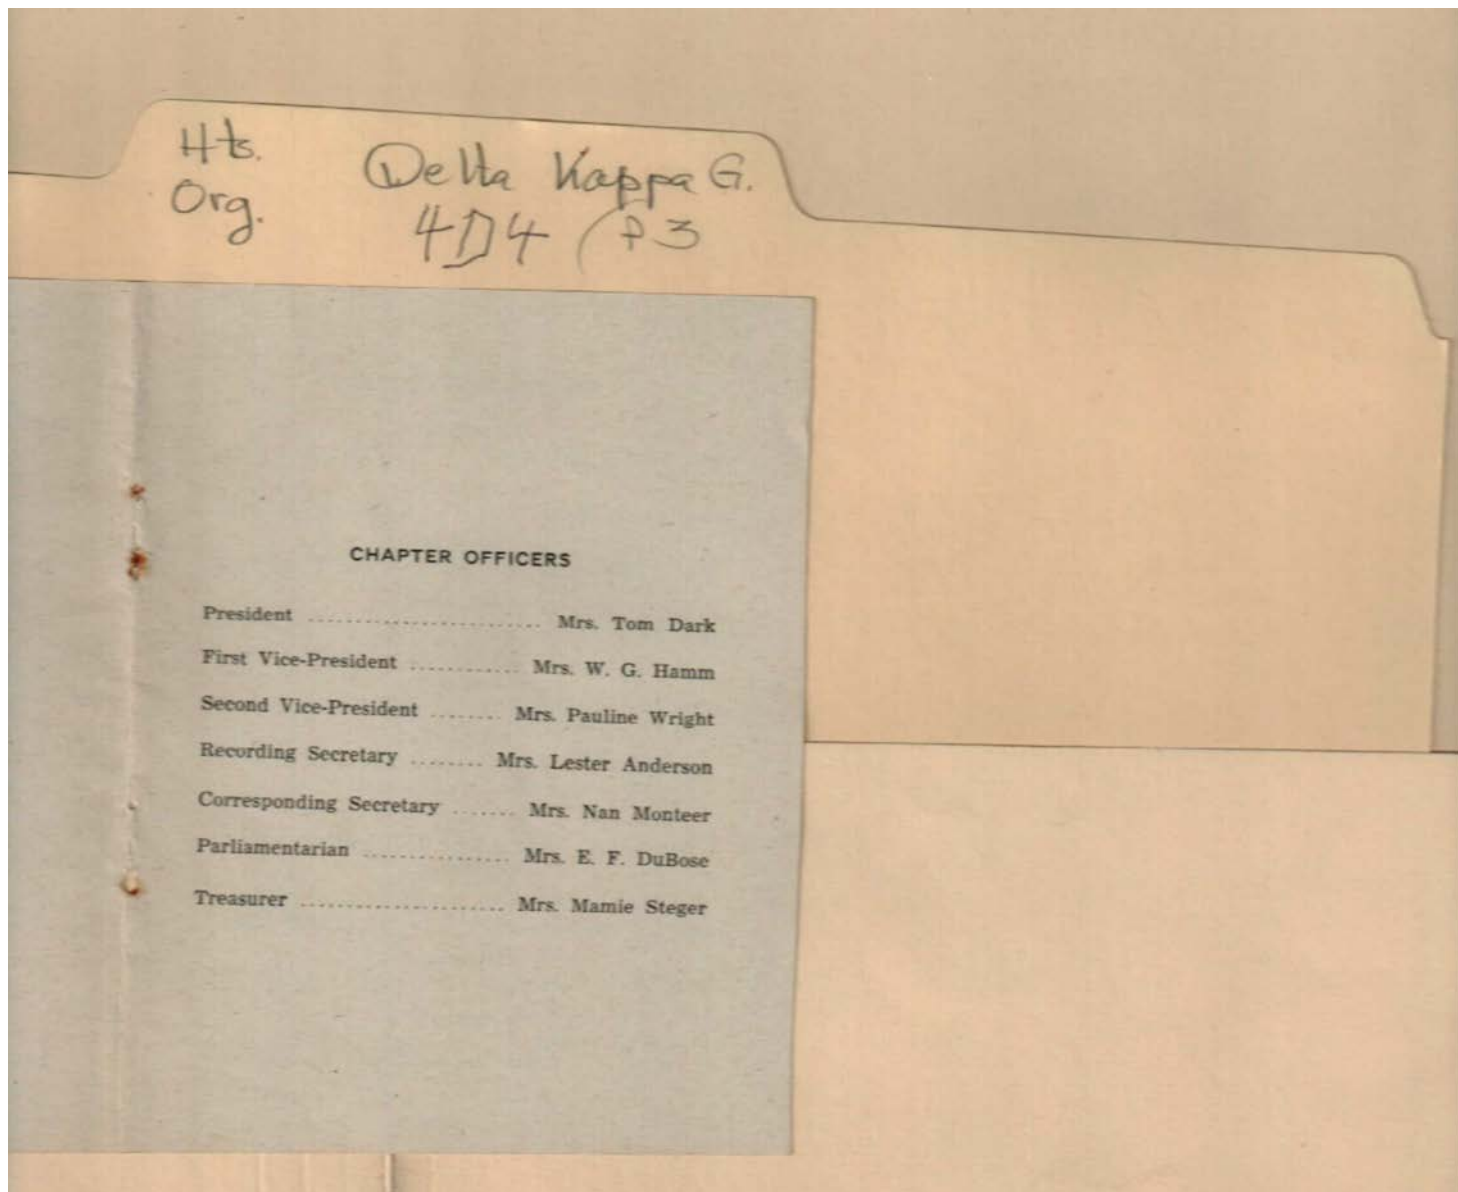 Hts. Delta Kappa G.
Org. 4D4 (P3
CHAPTER OFFICERS
President ........................ Mrs. Tom Dark
First Vice-President ............ Mrs. W. G. Hamm
Second Vice-President ........ Mrs. Pauline Wright
Recording Secretary ........ Mrs. Lester Anderson
Corresponding Secretary ....... Mrs. Nan Monteer
Parliamentarian ................ Mrs. E. F. DuBose
Treasurer ...................... Mrs. Mamie Steger